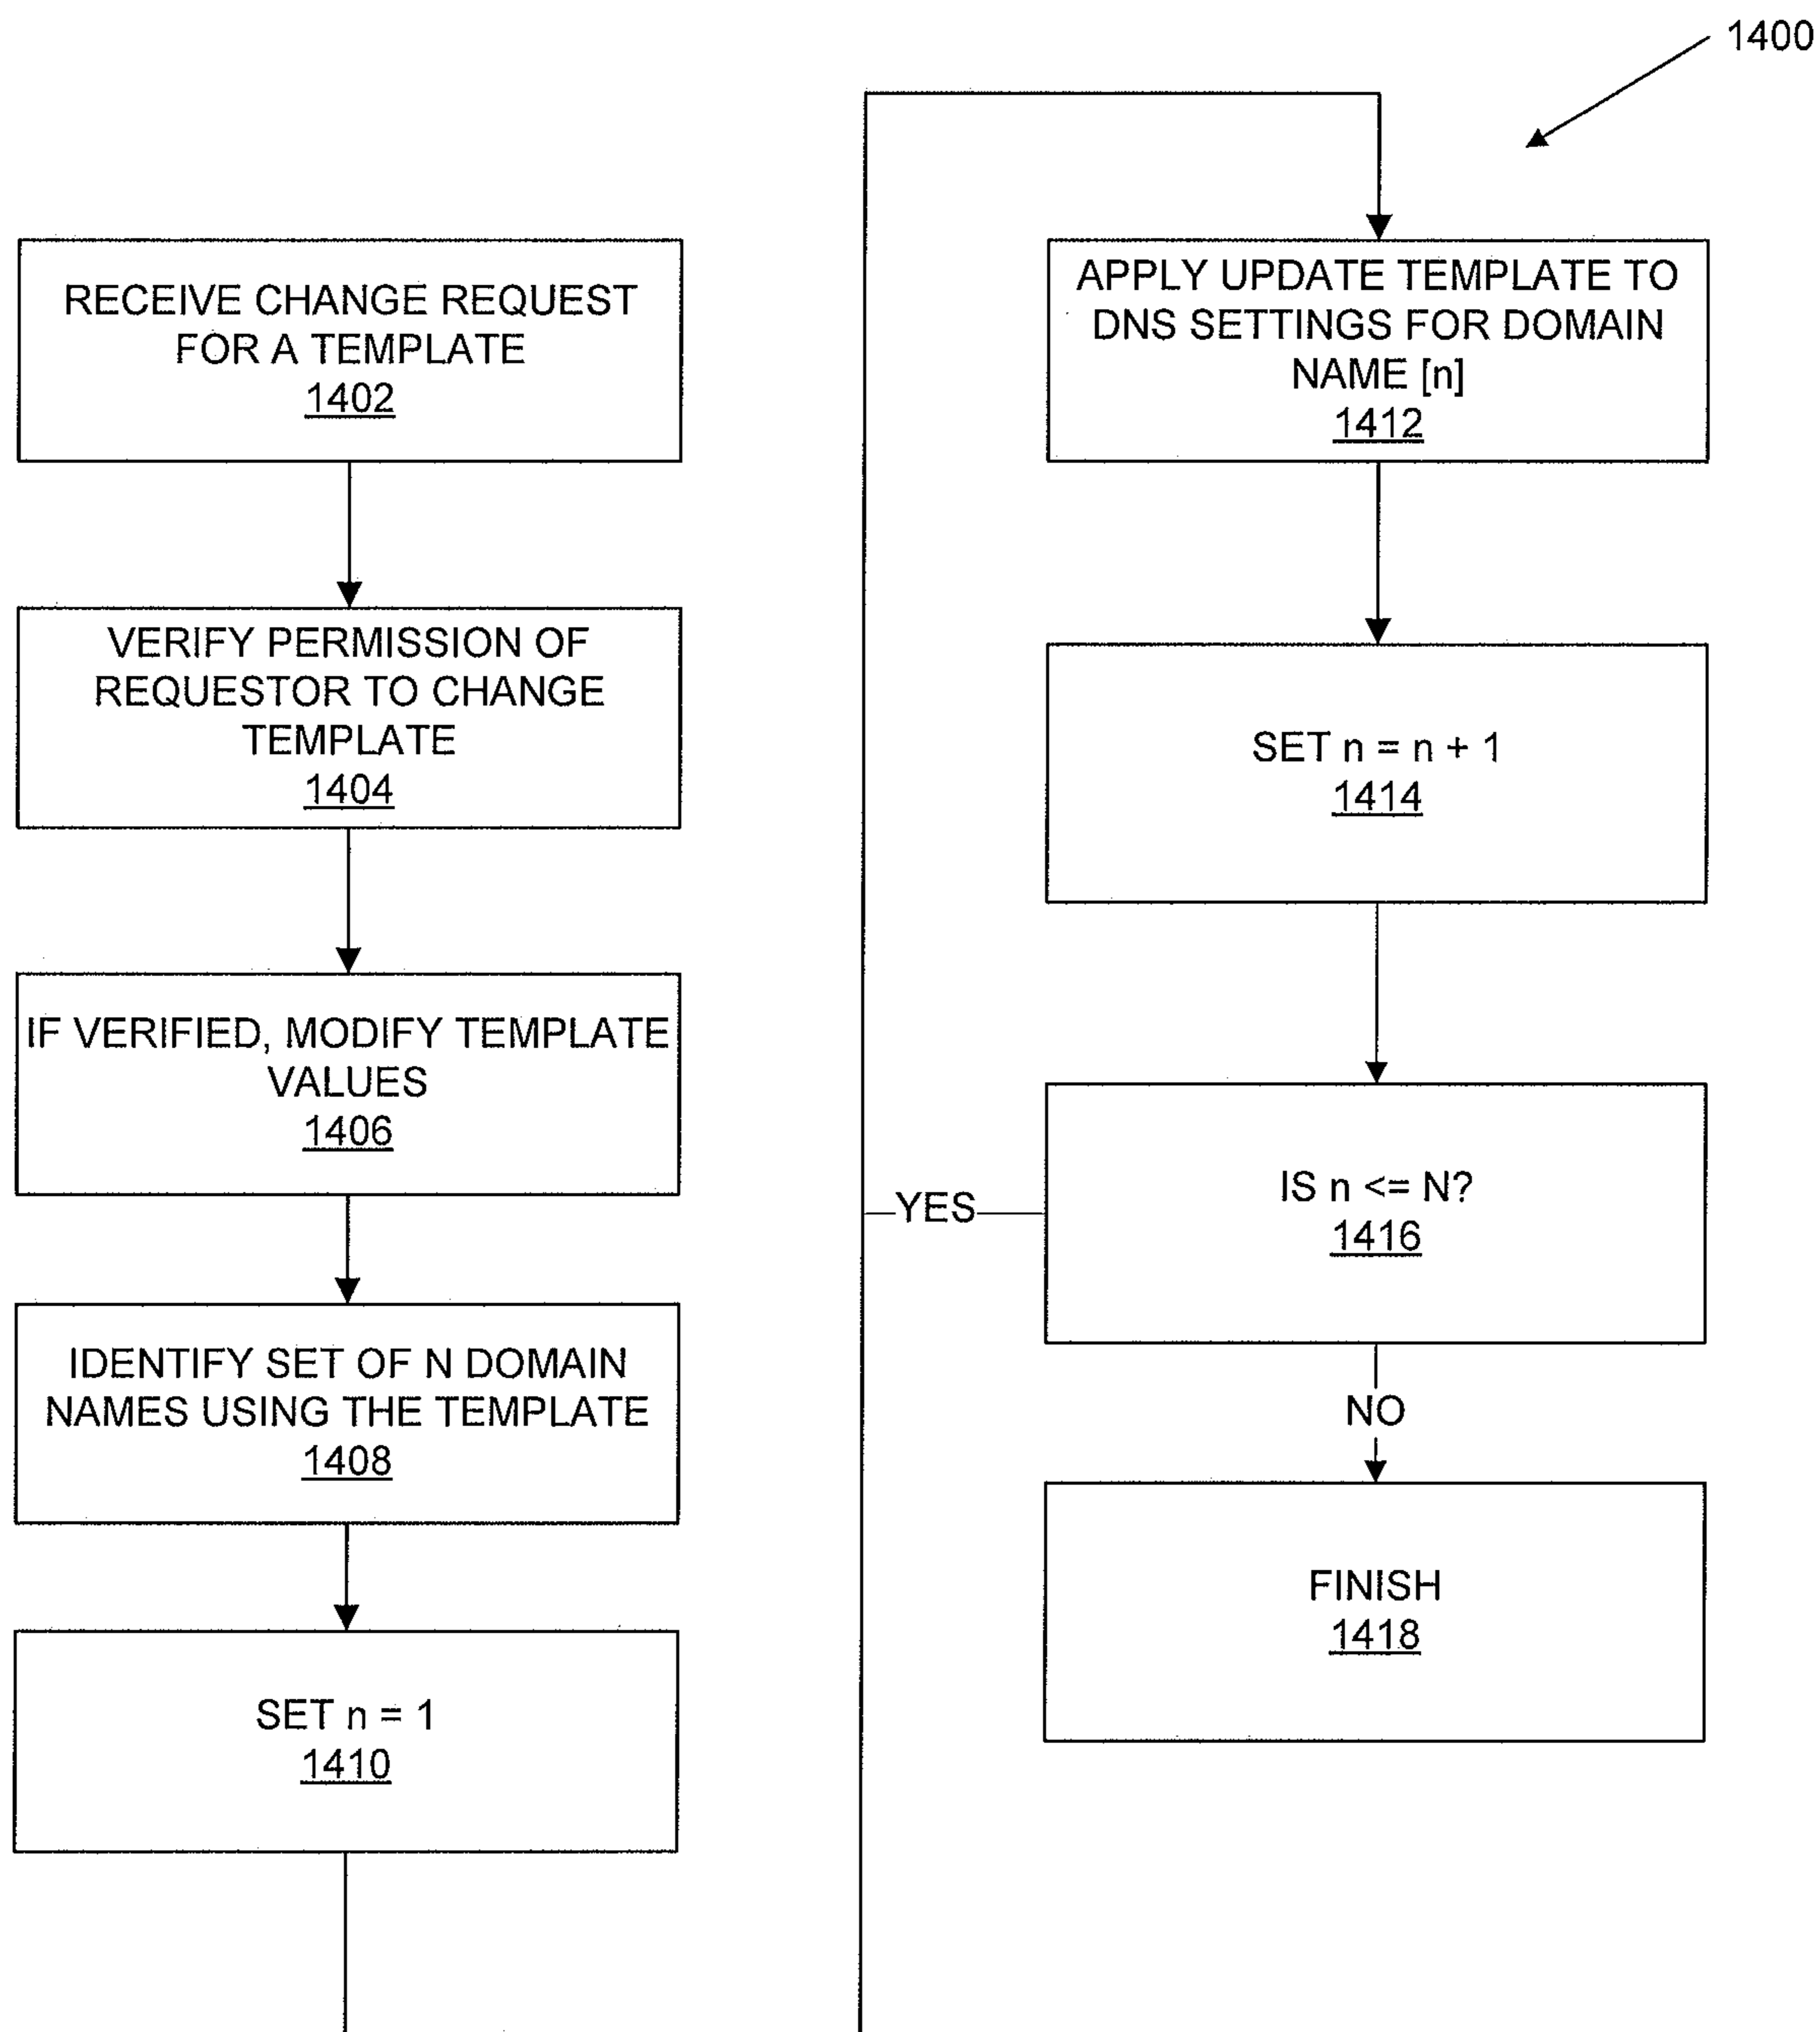 1400
RECEIVE CHANGE REQUEST
FOR A TEMPLATE
1402
VERIFY PERMISSION OF
REQUESTOR TO CHANGE
TEMPLATE
1404
IF VERIFIED, MODIFY TEMPLATE
VALUES
1406
IDENTIFY SET OF N DOMAIN
NAMES USING THE TEMPLATE
1408
SET n = 1
1410
APPLY UPDATE TEMPLATE TO
DNS SETTINGS FOR DOMAIN
NAME [n]
1412
SET n = n + 1
1414
IS n <= N?
1416
YES
NO
FINISH
1418